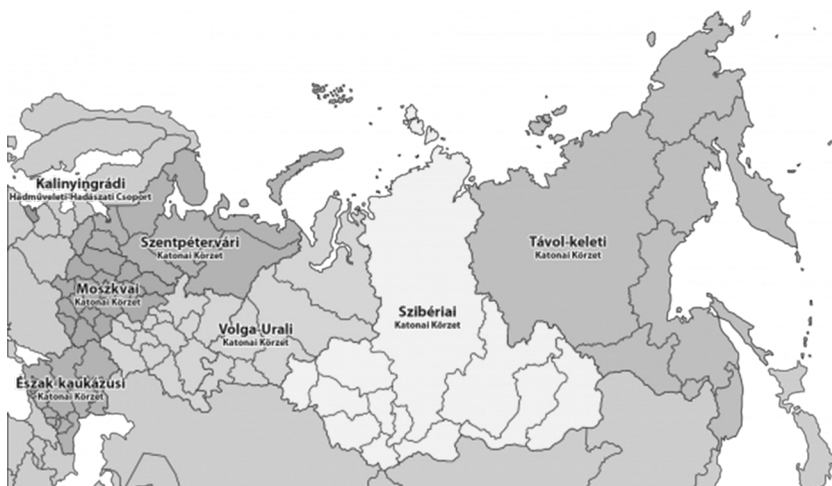 Kalinyingrádi
Hadműveleti-Hadászati Csoport
Szentpétervári
Katonai Körzet
Moszkvai
Katonai Körzet
Volga-Urali
Katonai Körzet
Észak-kaukázusi
Katonai Körzet
Szibériai
Katonai Körzet
Távol-keleti
Katonai Körzet